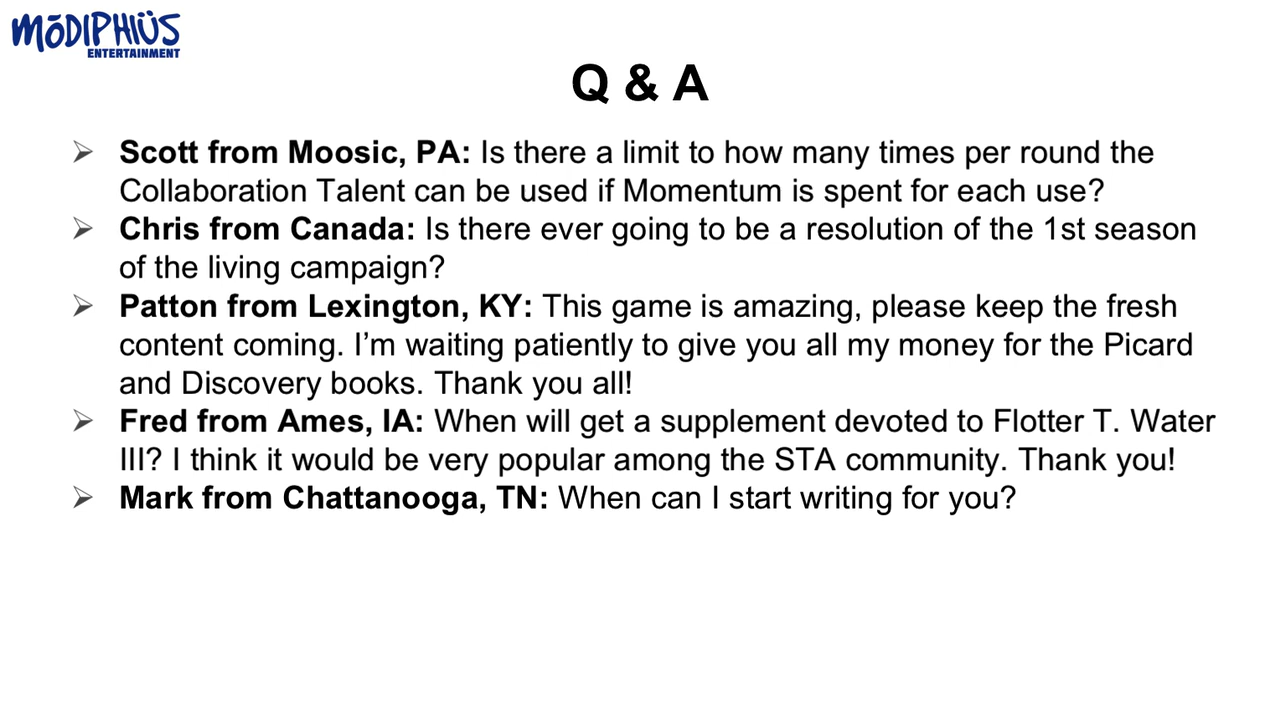 MōDIPHIÜS
ENTERTAINMENT
Q & A
➢ Scott from Moosic, PA: Is there a limit to how many times per round the
Collaboration Talent can be used if Momentum is spent for each use?
➢ Chris from Canada: Is there ever going to be a resolution of the 1st season
of the living campaign?
➢ Patton from Lexington, KY: This game is amazing, please keep the fresh
content coming. I’m waiting patiently to give you all my money for the Picard
and Discovery books. Thank you all!
➢ Fred from Ames, IA: When will get a supplement devoted to Flotter T. Water
III? I think it would be very popular among the STA community. Thank you!
➢ Mark from Chattanooga, TN: When can I start writing for you?